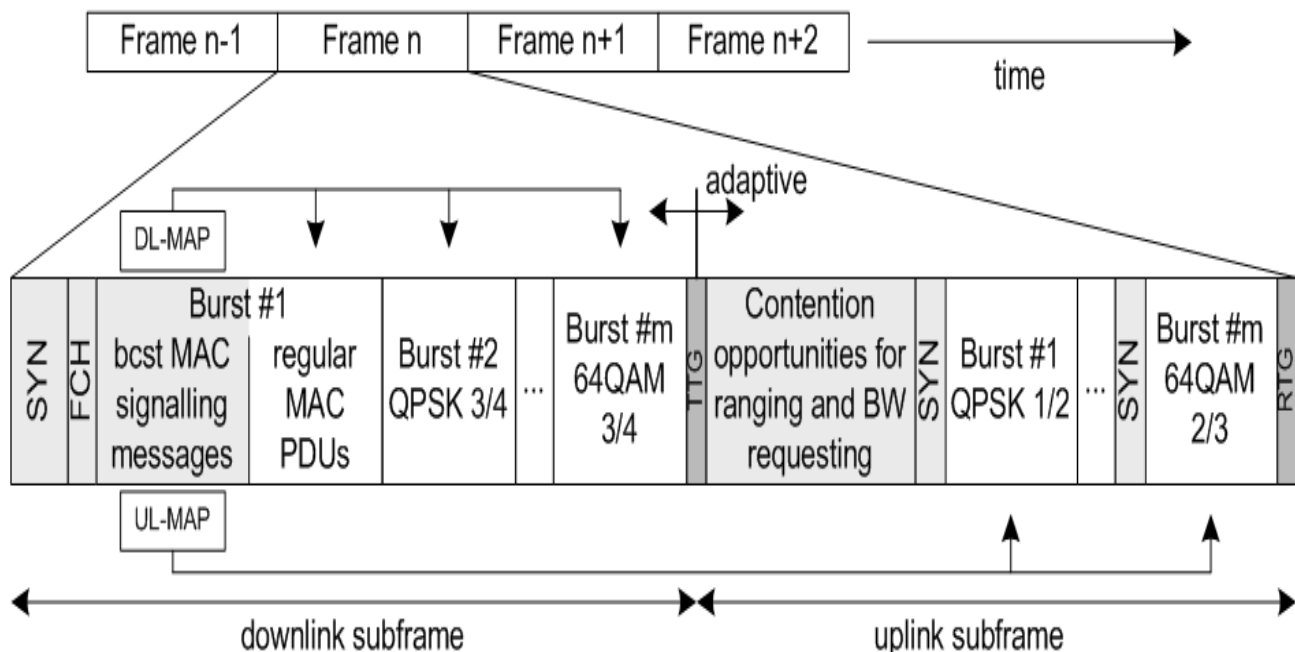 Frame n-1
Frame n
Frame n+1
Frame n+2
time
adaptive
DL-MAP
SYN
FCH
Burst #1
bcst MAC
signalling
messages
regular
MAC
PDUs
Burst #2
QPSK 3/4
...
Burst #m
64QAM
3/4
TTG
Contention
opportunities for
ranging and BW
requesting
SYN
Burst #1
QPSK 1/2
...
SYN
Burst #m
64QAM
2/3
RTG
UL-MAP
downlink subframe
uplink subframe